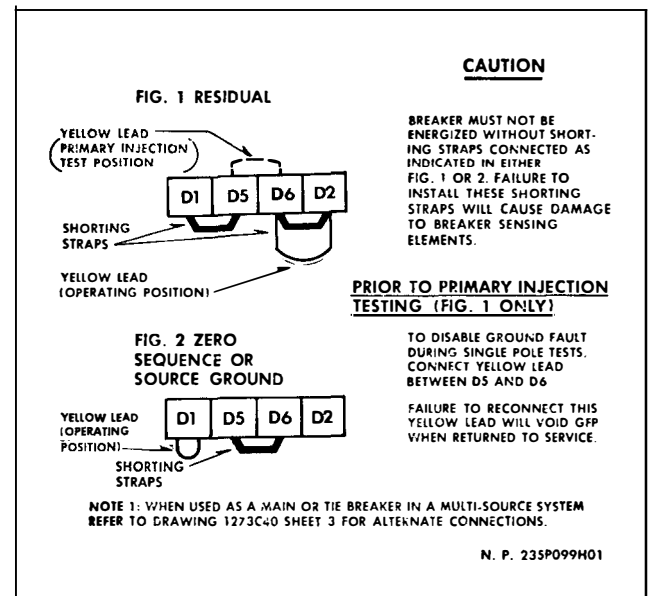 CAUTION
FIG. 1 RESIDUAL
BREAKER MUST NOT BE
ENERGIZED WITHOUT SHORT-
ING STRAPS CONNECTED AS
INDICATED IN EITHER
FIG. 1 OR 2. FAILURE TO
INSTALL THESE SHORTING
STRAPS WILL CAUSE DAMAGE
TO BREAKER SENSING
ELEMENTS.
YELLOW LEAD
(PRIMARY INJECTION
TEST POSITION)
D1 D5 D6 D2
SHORTING
STRAPS
YELLOW LEAD
(OPERATING POSITION)
PRIOR TO PRIMARY INJECTION
TESTING (FIG. 1 ONLY)
TO DISABLE GROUND FAULT
DURING SINGLE POLE TESTS,
CONNECT YELLOW LEAD
BETWEEN D5 AND D6
FAILURE TO RECONNECT THIS
YELLOW LEAD WILL VOID GFP
WHEN RETURNED TO SERVICE.
FIG. 2 ZERO
SEQUENCE OR
SOURCE GROUND
YELLOW LEAD
(OPERATING
POSITION)
D1 D5 D6 D2
SHORTING
STRAPS
NOTE 1: WHEN USED AS A MAIN OR TIE BREAKER IN A MULTI-SOURCE SYSTEM
REFER TO DRAWING 1273C40 SHEET 3 FOR ALTERNATE CONNECTIONS.
N. P. 235P099H01